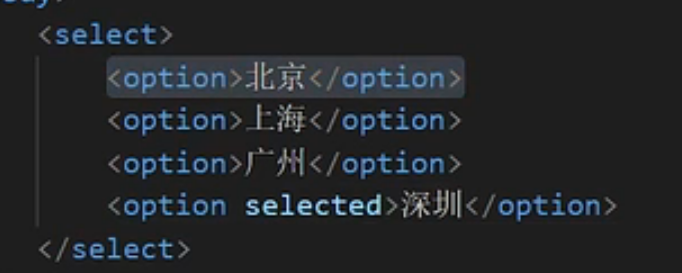 <select>
<option>北京</option>
<option>上海</option>
<option>广州</option>
<option selected>深圳</option>
</select>